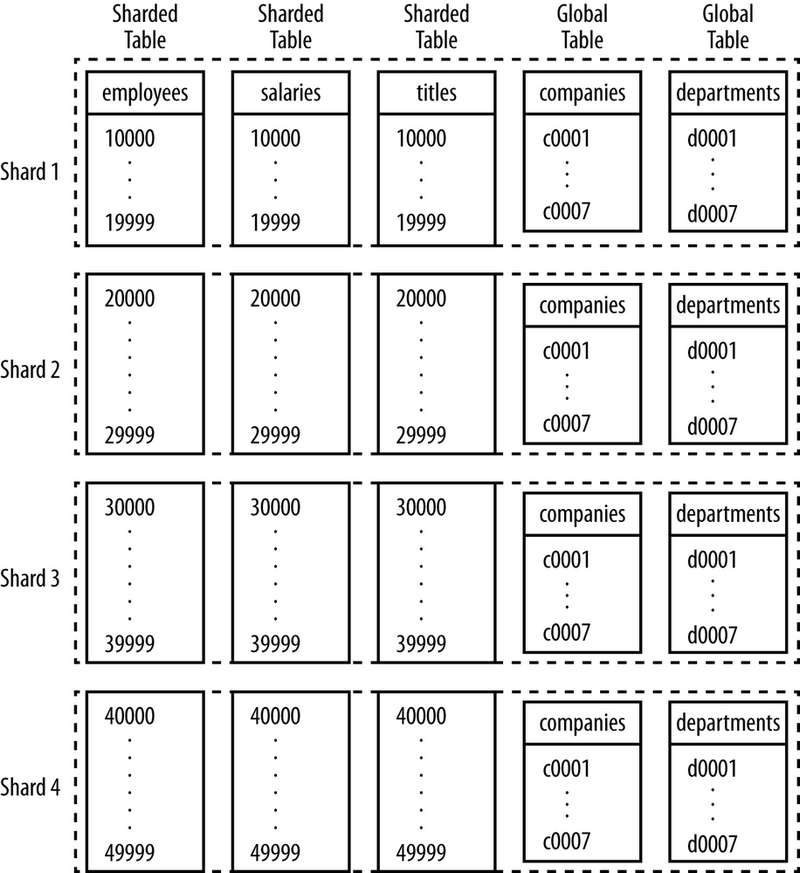 Sharded Table
Sharded Table
Sharded Table
Global Table
Global Table
employees
salaries
titles
companies
departments
Shard 1
10000
19999
10000
19999
10000
19999
c0001
c0007
d0001
d0007
Shard 2
20000
29999
20000
29999
20000
29999
companies
c0001
c0007
departments
d0001
d0007
Shard 3
30000
39999
30000
39999
30000
39999
companies
c0001
c0007
departments
d0001
d0007
Shard 4
40000
49999
40000
49999
40000
49999
companies
c0001
c0007
departments
d0001
d0007